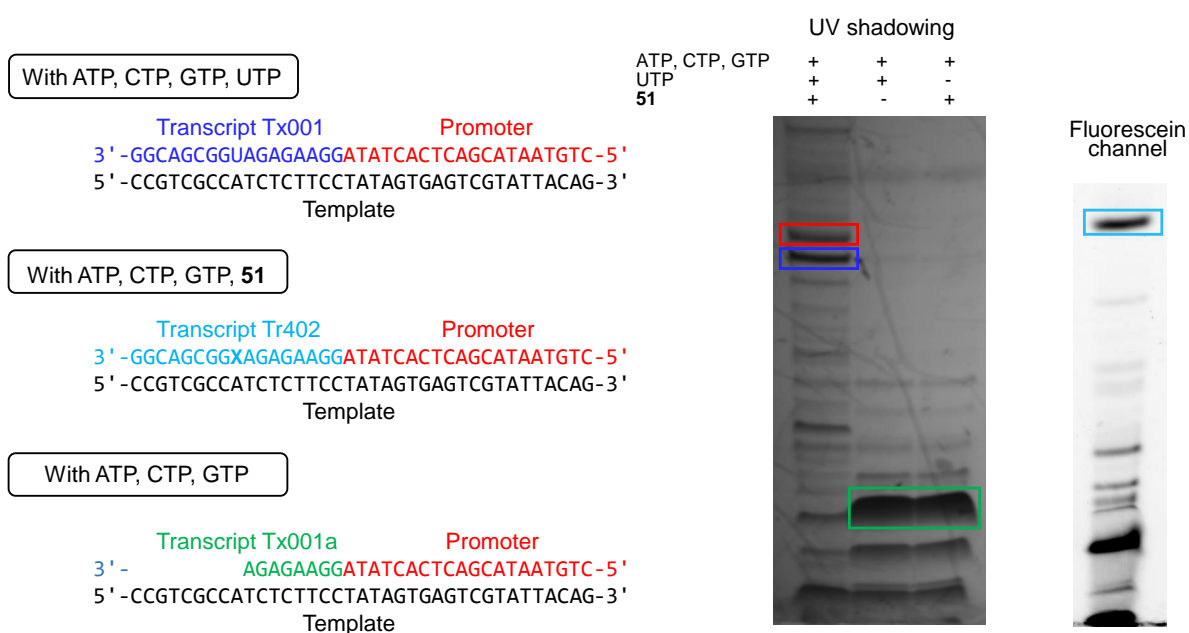 UV shadowing
With ATP, CTP, GTP, UTP
ATP, CTP, GTP + + +
UTP + + -
51 + - +
Transcript Tx001 Promoter
3'-GGCAGCGGUAGAGAAGGATATCACTCAGCATAATGTC-5'
5'-CCGTCGCCATCTCTTCCTATAGTGAGTCGTATTACAG-3'
Template
Fluorescein
channel
With ATP, CTP, GTP, 51
Transcript Tr402 Promoter
3'-GGCAGCGGXAGAGAAGGATATCACTCAGCATAATGTC-5'
5'-CCGTCGCCATCTCTTCCTATAGTGAGTCGTATTACAG-3'
Template
With ATP, CTP, GTP
Transcript Tx001a Promoter
3'- AGAGAAGGATATCACTCAGCATAATGTC-5'
5'-CCGTCGCCATCTCTTCCTATAGTGAGTCGTATTACAG-3'
Template